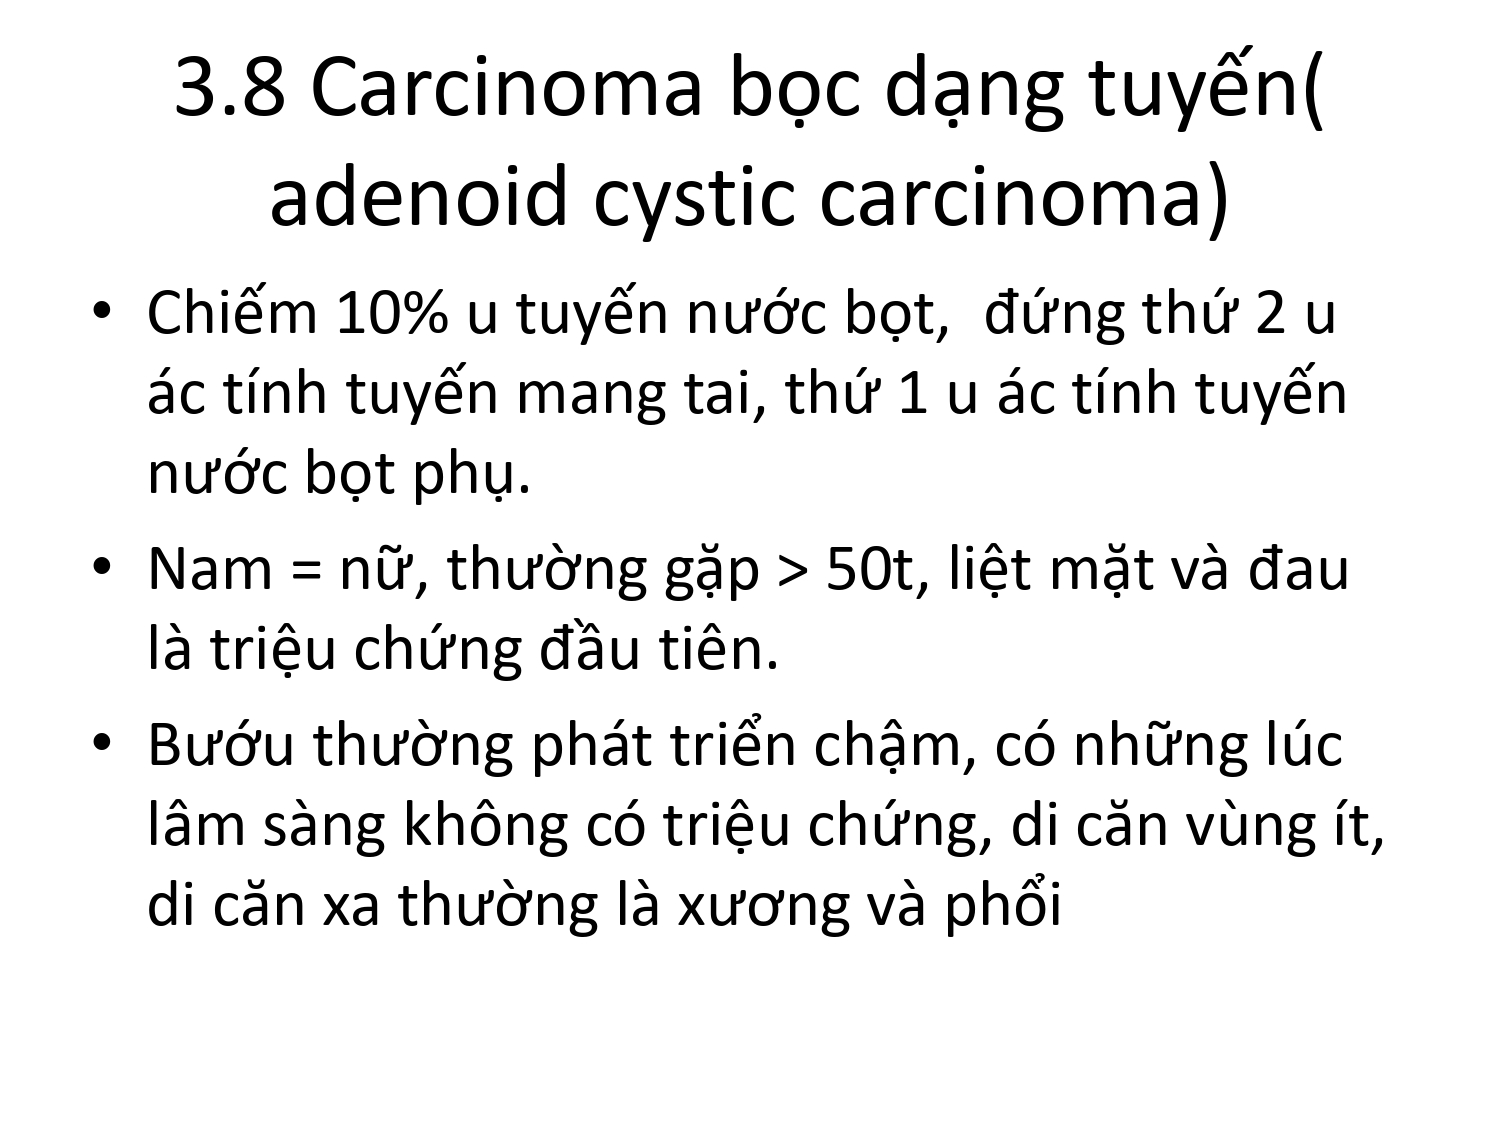 3.8 Carcinoma bọc dạng tuyến(
adenoid cystic carcinoma)
• Chiếm 10% u tuyến nước bọt,  đứng thứ 2 u
ác tính tuyến mang tai, thứ 1 u ác tính tuyến
nước bọt phụ.
• Nam = nữ, thường gặp > 50t, liệt mặt và đau
là triệu chứng đầu tiên.
• Bướu thường phát triển chậm, có những lúc
lâm sàng không có triệu chứng, di căn vùng ít,
di căn xa thường là xương và phổi